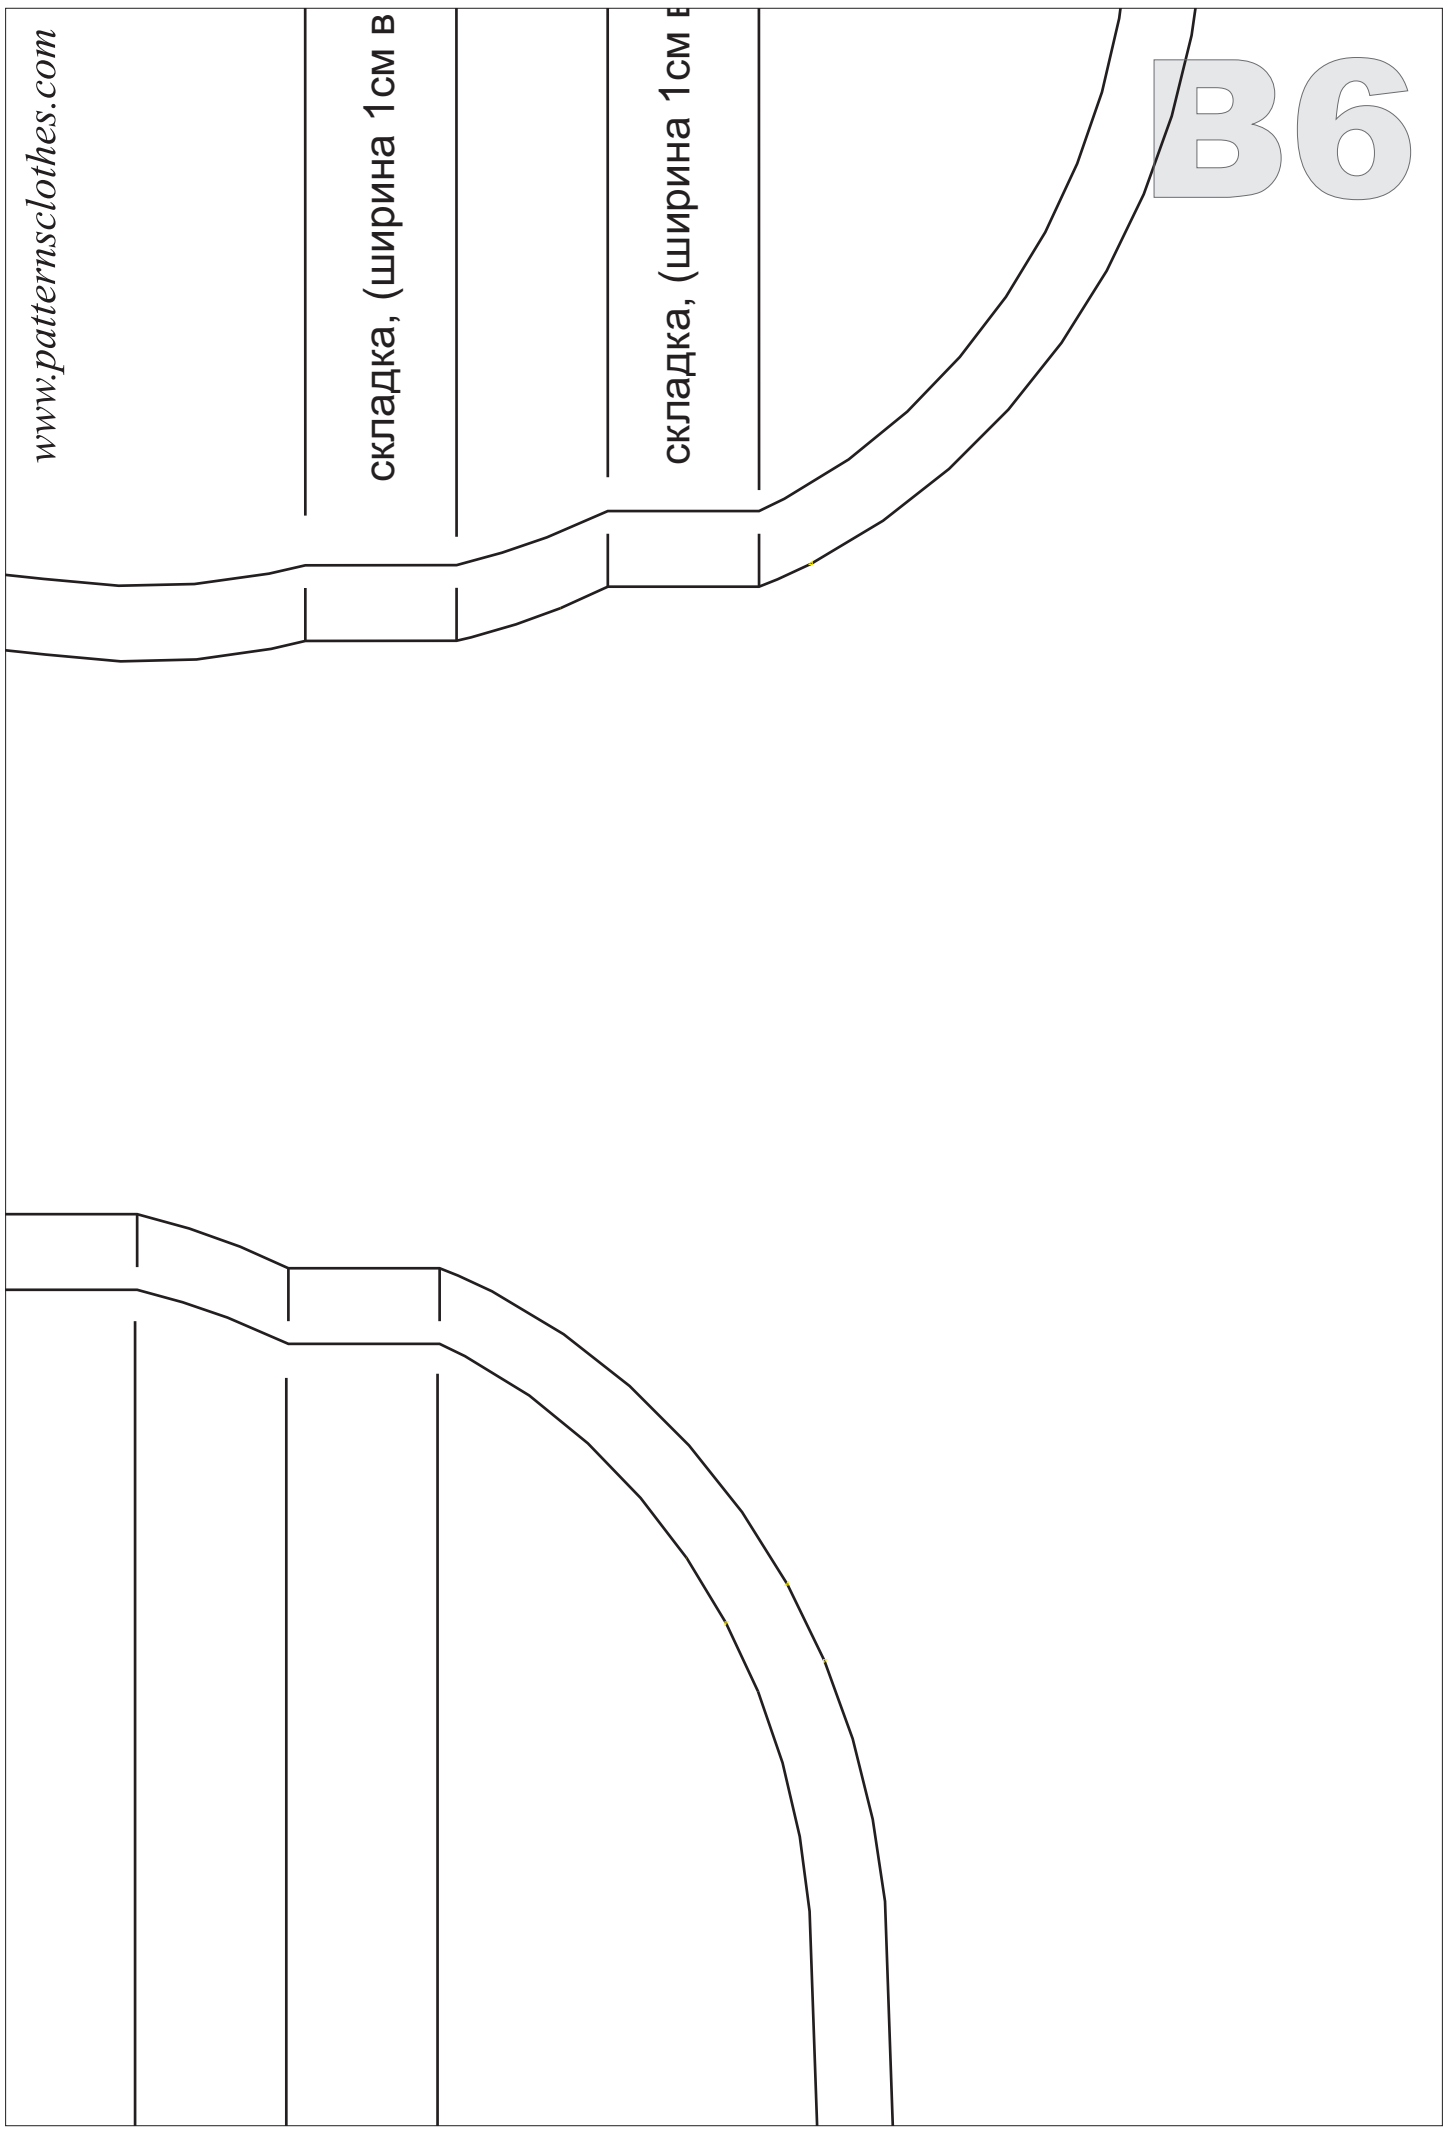 www.patternsclothes.com
складка, (ширина 1см в
складка, (ширина 1см
B6